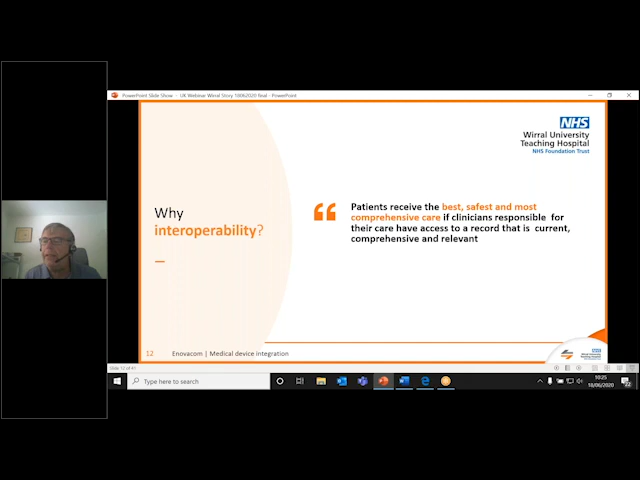 PowerPoint Slide Show - UK Webinar Wirral Story 18062020 final - PowerPoint
NHS
Wirral University
Teaching Hospital
NHS Foundation Trust
Why
interoperability?
Patients receive the best, safest and most
comprehensive care if clinicians responsible for
their care have access to a record that is current,
comprehensive and relevant
12 Enovacom | Medical device integration
NHS
Slide 12 of 41
Type here to search
10:25
18/06/2020